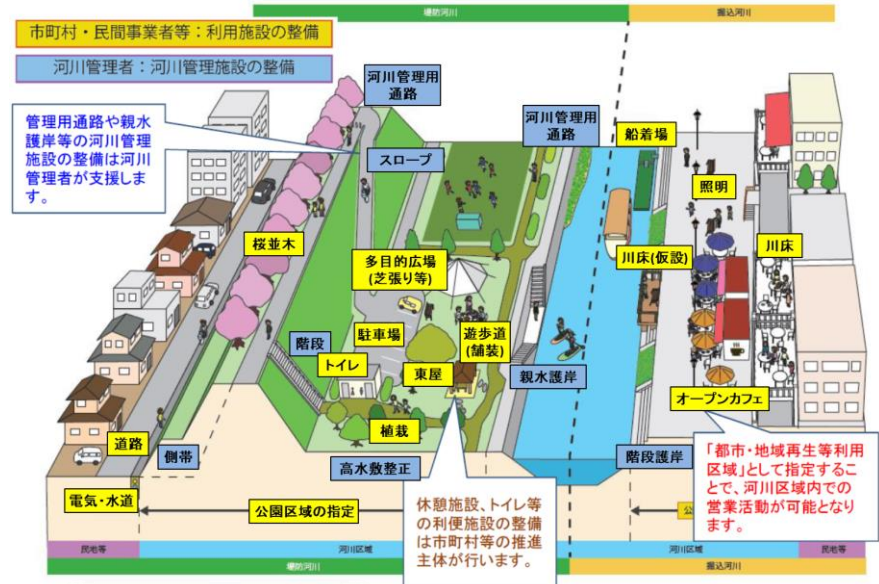 堤防河川
掘込河川
市町村・民間事業者等：利用施設の整備
河川管理者：河川管理施設の整備
河川管理用
通路
管理用通路や親水
護岸等の河川管理
施設の整備は河川
管理者が支援しま
す。
スロープ
河川管理用
通路
船着場
照明
桜並木
多目的広場
(芝張り等)
川床(仮設)
川床
階段
駐車場
遊歩道
(舗装)
トイレ
東屋
親水護岸
オープンカフェ
植栽
道路
側帯
高水敷整正
階段護岸
「都市・地域再生等利用
区域」として指定するこ
とで、河川区域内での
営業活動が可能となり
ます。
電気・水道
公園区域の指定
休憩施設、トイレ等
の利便施設の整備
は市町村等の推進
主体が行います。
民地等
河川区域
河川区域
民地等
堤防河川
掘込河川